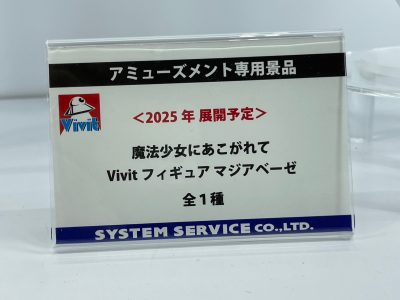 アミューズメント専用景品
Vivit
＜2025年 展開予定＞
魔法少女にあこがれて
Vivit フィギュア マジアベーゼ
全1種
SYSTEM SERVICE CO.,LTD.